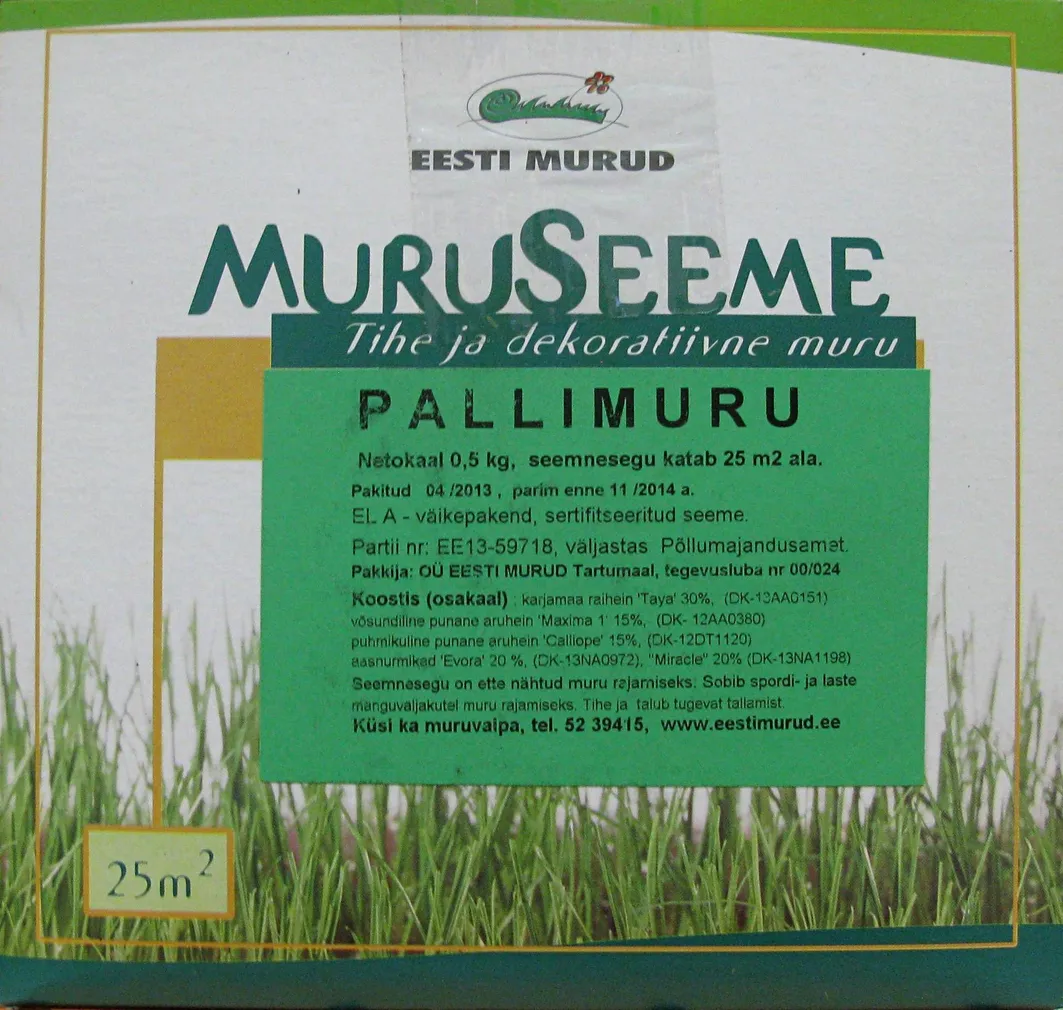 EESTI MURUD
MURUSEEME
Tihe ja dekoratiivne muru
PALLIMURU
Netokaal 0,5 kg, seemnesegu katab 25 m2 ala.
Pakitud 04 /2013 , parim enne 11 /2014 a.
EL A - väikepakend, sertifitseeritud seeme.
Partii nr: EE13-59718, väljastas Põllumajandusamet.
Pakkija: OÜ EESTI MURUD Tartumaal, tegevusluba nr 00/024
Koostis (osakaal) : karjamaa raihein 'Taya' 30%, (DK-13AA0151)
võsundiline punane aruhein 'Maxima 1' 15%, (DK- 12AA0380)
puhmikuline punane aruhein 'Calliope' 15%, (DK-12DT1120)
aasnurmikad 'Evora' 20 %, (DK-13NA0972), "Miracle" 20% (DK-13NA1198)
Seemnesegu on ette nähtud muru rajamiseks. Sobib spordi- ja laste
mänguväljakutel muru rajamiseks. Tihe ja talub tugevat tallamist.
Küsi ka muruvaipa, tel. 52 39415, www.eestimurud.ee
25m²